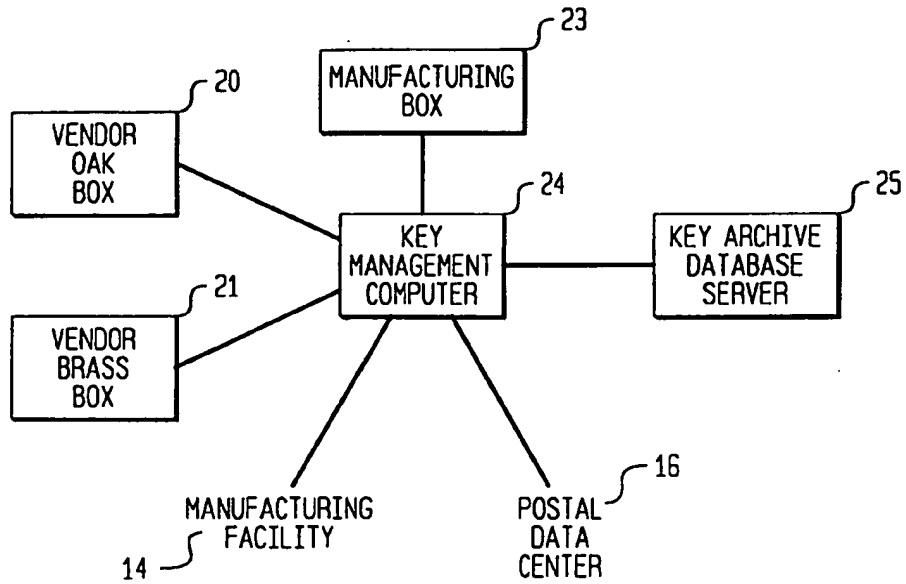 23
MANUFACTURING
BOX
20
VENDOR
OAK
BOX
24
KEY
MANAGEMENT
COMPUTER
25
KEY ARCHIVE
DATABASE
SERVER
21
VENDOR
BRASS
BOX
MANUFACTURING
FACILITY
14
16
POSTAL
DATA
CENTER